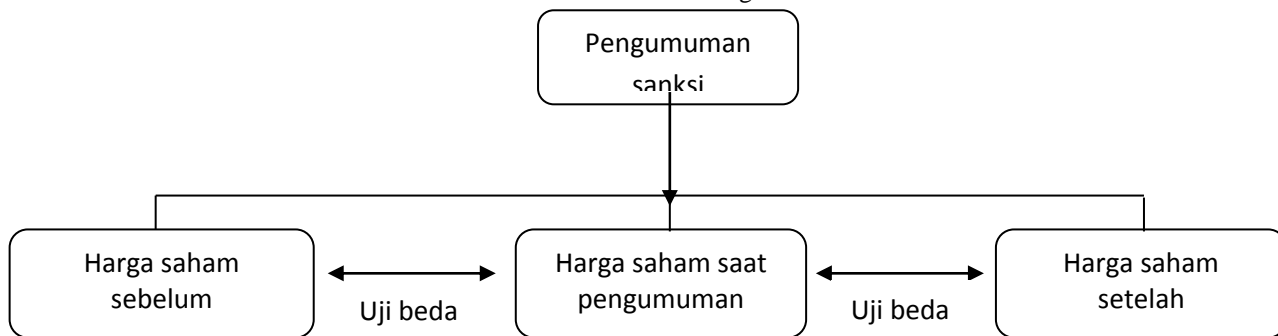 Pengumuman
sanksi
Harga saham
sebelum
Uji beda
Harga saham saat
pengumuman
Uji beda
Harga saham
setelah